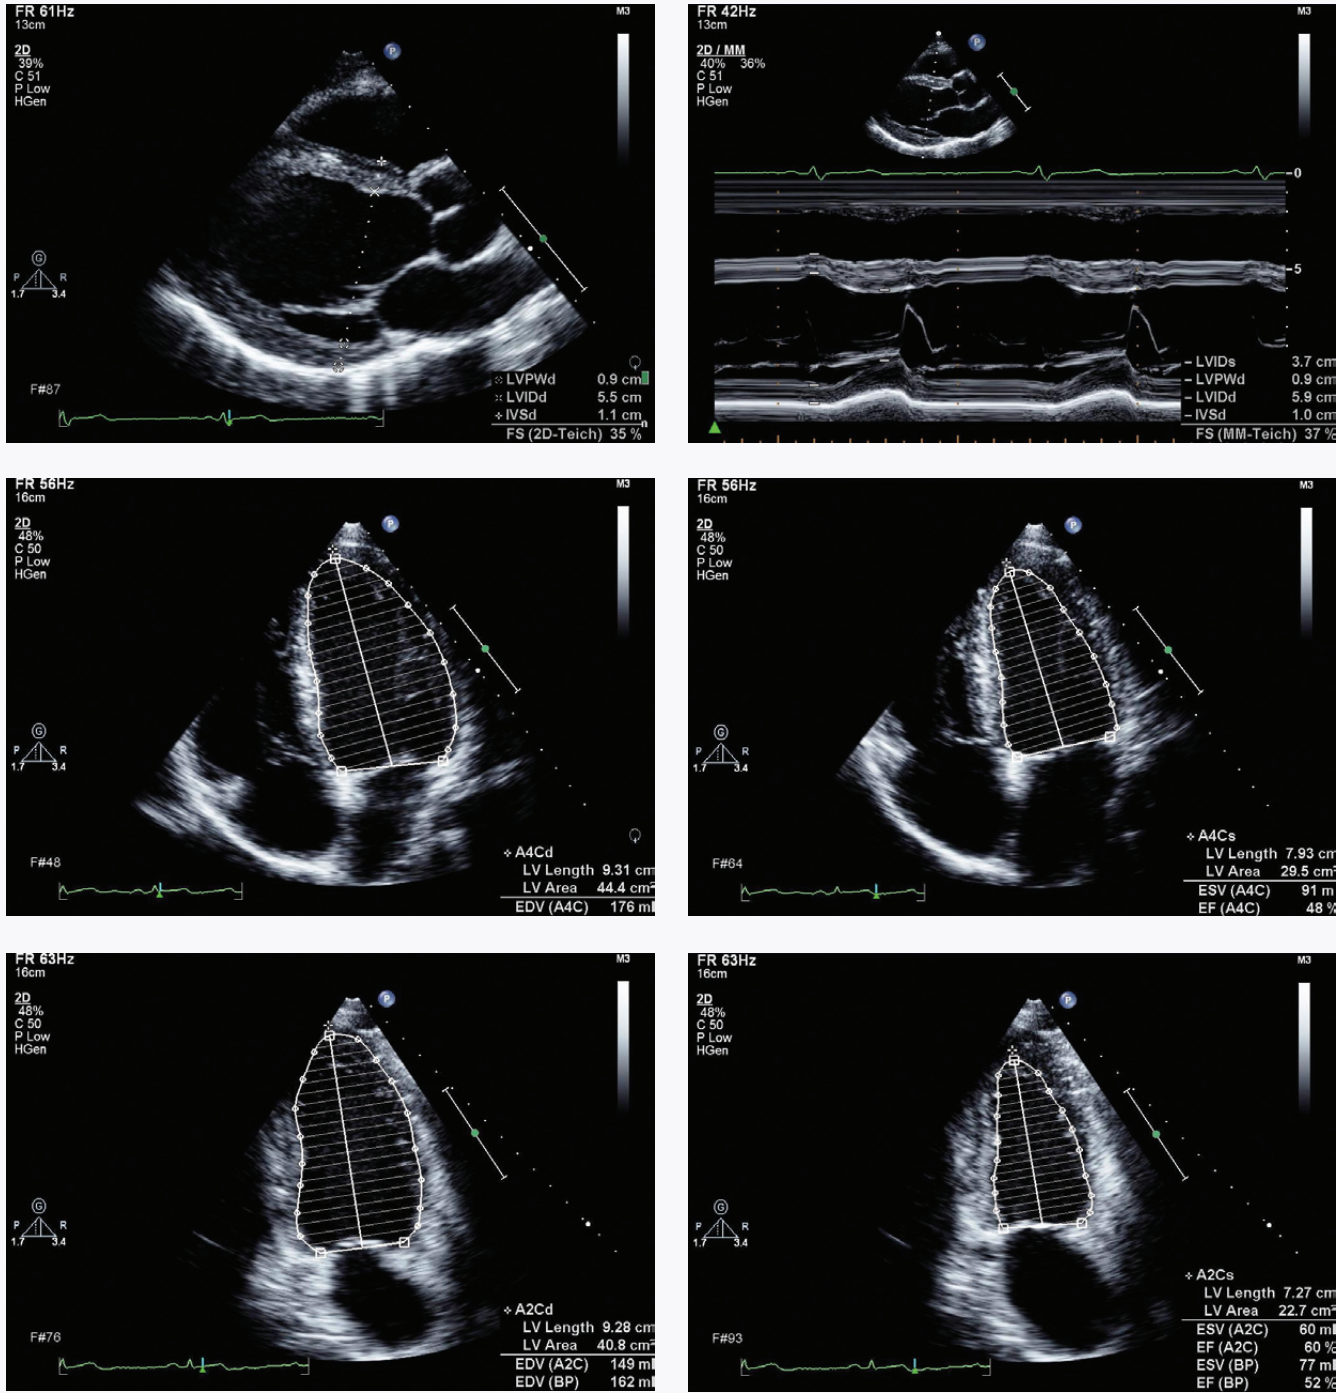 FR 61Hz
13cm
M3
2D
39%
C 51
P Low
HGen
P
G
P R
1.7 3.4
F#87
LVPWd 0.9 cm
LVIDd 5.5 cm
IVSd 1.1 cm
FS (2D-Teich) 35 %
FR 42Hz
13cm
M3
2D / MM
40% 36%
C 51
P Low
HGen
P
0
5
LVIDs 3.7 cm
LVPWd 0.9 cm
LVIDd 5.9 cm
IVSd 1.0 cm
FS (MM-Teich) 37 %
FR 56Hz
16cm
M3
2D
48%
C 50
P Low
HGen
P
G
P R
1.7 3.4
F#48
A4Cd
LV Length 9.31 cm
LV Area 44.4 cm²
EDV (A4C) 176 ml
FR 56Hz
16cm
M3
2D
48%
C 50
P Low
HGen
P
G
P R
1.7 3.4
F#64
A4Cs
LV Length 7.93 cm
LV Area 29.5 cm²
ESV (A4C) 91 m
EF (A4C) 48 %
FR 63Hz
16cm
M3
2D
48%
C 50
P Low
HGen
P
G
P R
1.7 3.4
F#76
A2Cd
LV Length 9.28 cm
LV Area 40.8 cm²
EDV (A2C) 149 ml
EDV (BP) 162 ml
FR 63Hz
16cm
M3
2D
48%
C 50
P Low
HGen
P
G
P R
1.7 3.4
F#93
A2Cs
LV Length 7.27 cm
LV Area 22.7 cm²
ESV (A2C) 60 ml
EF (A2C) 60 %
ESV (BP) 77 ml
EF (BP) 52 %